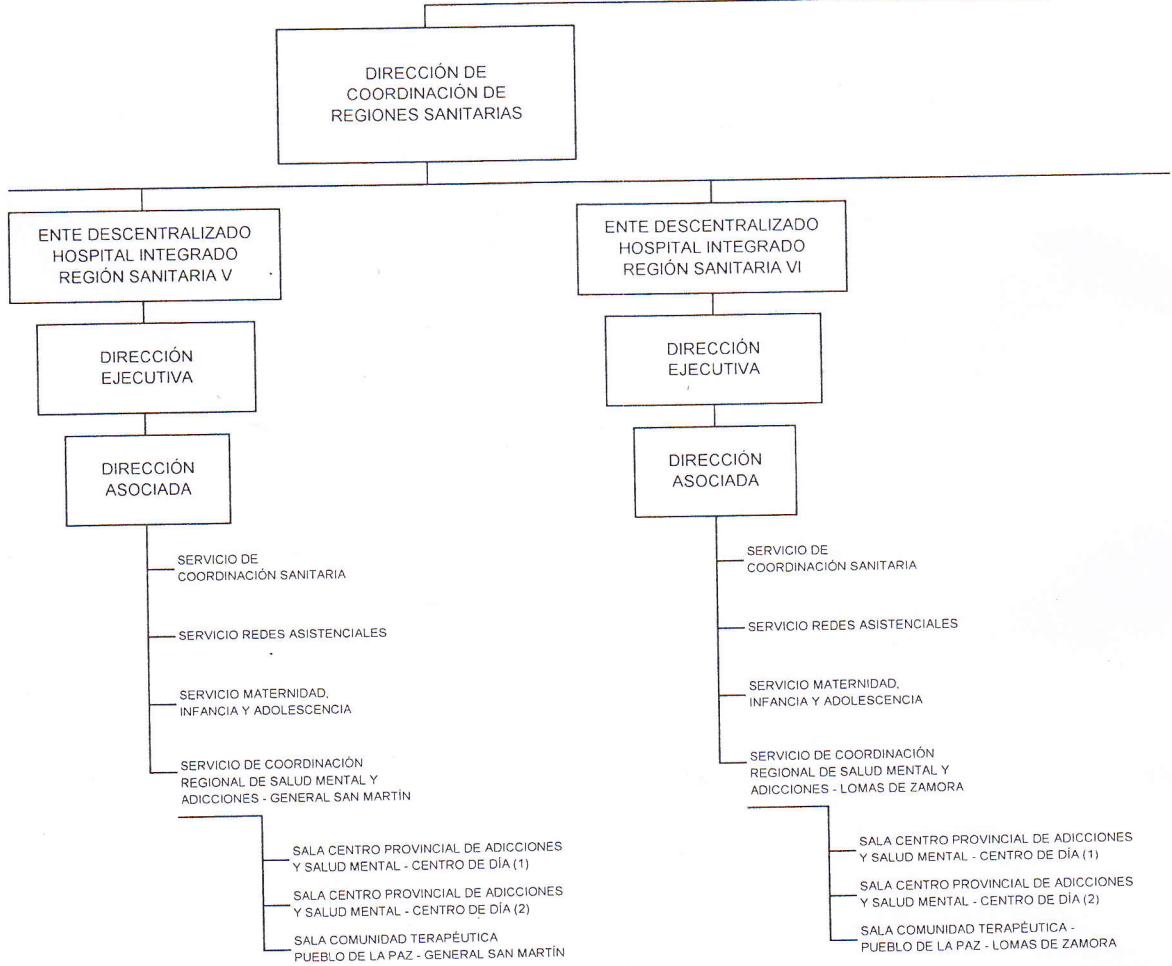 DIRECCIÓN DE
COORDINACIÓN DE
REGIONES SANITARIAS
ENTE DESCENTRALIZADO
HOSPITAL INTEGRADO
REGIÓN SANITARIA V
DIRECCIÓN
EJECUTIVA
DIRECCIÓN
ASOCIADA
SERVICIO DE
COORDINACIÓN SANITARIA
SERVICIO REDES ASISTENCIALES
SERVICIO MATERNIDAD,
INFANCIA Y ADOLESCENCIA
SERVICIO DE COORDINACIÓN
REGIONAL DE SALUD MENTAL Y
ADICCIONES - GENERAL SAN MARTÍN
SALA CENTRO PROVINCIAL DE ADICCIONES
Y SALUD MENTAL - CENTRO DE DÍA (1)
SALA CENTRO PROVINCIAL DE ADICCIONES
Y SALUD MENTAL - CENTRO DE DÍA (2)
SALA COMUNIDAD TERAPÉUTICA
PUEBLO DE LA PAZ - GENERAL SAN MARTÍN
ENTE DESCENTRALIZADO
HOSPITAL INTEGRADO
REGIÓN SANITARIA VI
DIRECCIÓN
EJECUTIVA
DIRECCIÓN
ASOCIADA
SERVICIO DE
COORDINACIÓN SANITARIA
SERVICIO REDES ASISTENCIALES
SERVICIO MATERNIDAD,
INFANCIA Y ADOLESCENCIA
SERVICIO DE COORDINACIÓN
REGIONAL DE SALUD MENTAL Y
ADICCIONES - LOMAS DE ZAMORA
SALA CENTRO PROVINCIAL DE ADICCIONES
Y SALUD MENTAL - CENTRO DE DÍA (1)
SALA CENTRO PROVINCIAL DE ADICCIONES
Y SALUD MENTAL - CENTRO DE DÍA (2)
SALA COMUNIDAD TERAPÉUTICA -
PUEBLO DE LA PAZ - LOMAS DE ZAMORA